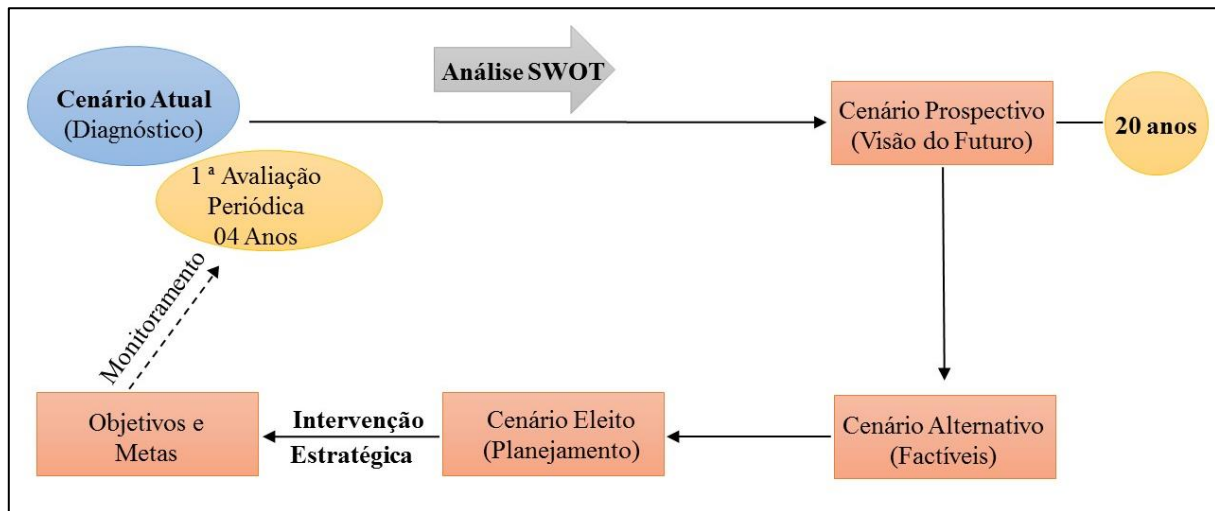 Análise SWOT
Cenário Atual
(Diagnóstico)
Cenário Prospectivo
(Visão do Futuro)
20 anos
1 ª Avaliação
Periódica
04 Anos
Monitoramento
Objetivos e
Metas
Intervenção
Estratégica
Cenário Eleito
(Planejamento)
Cenário Alternativo
(Factíveis)